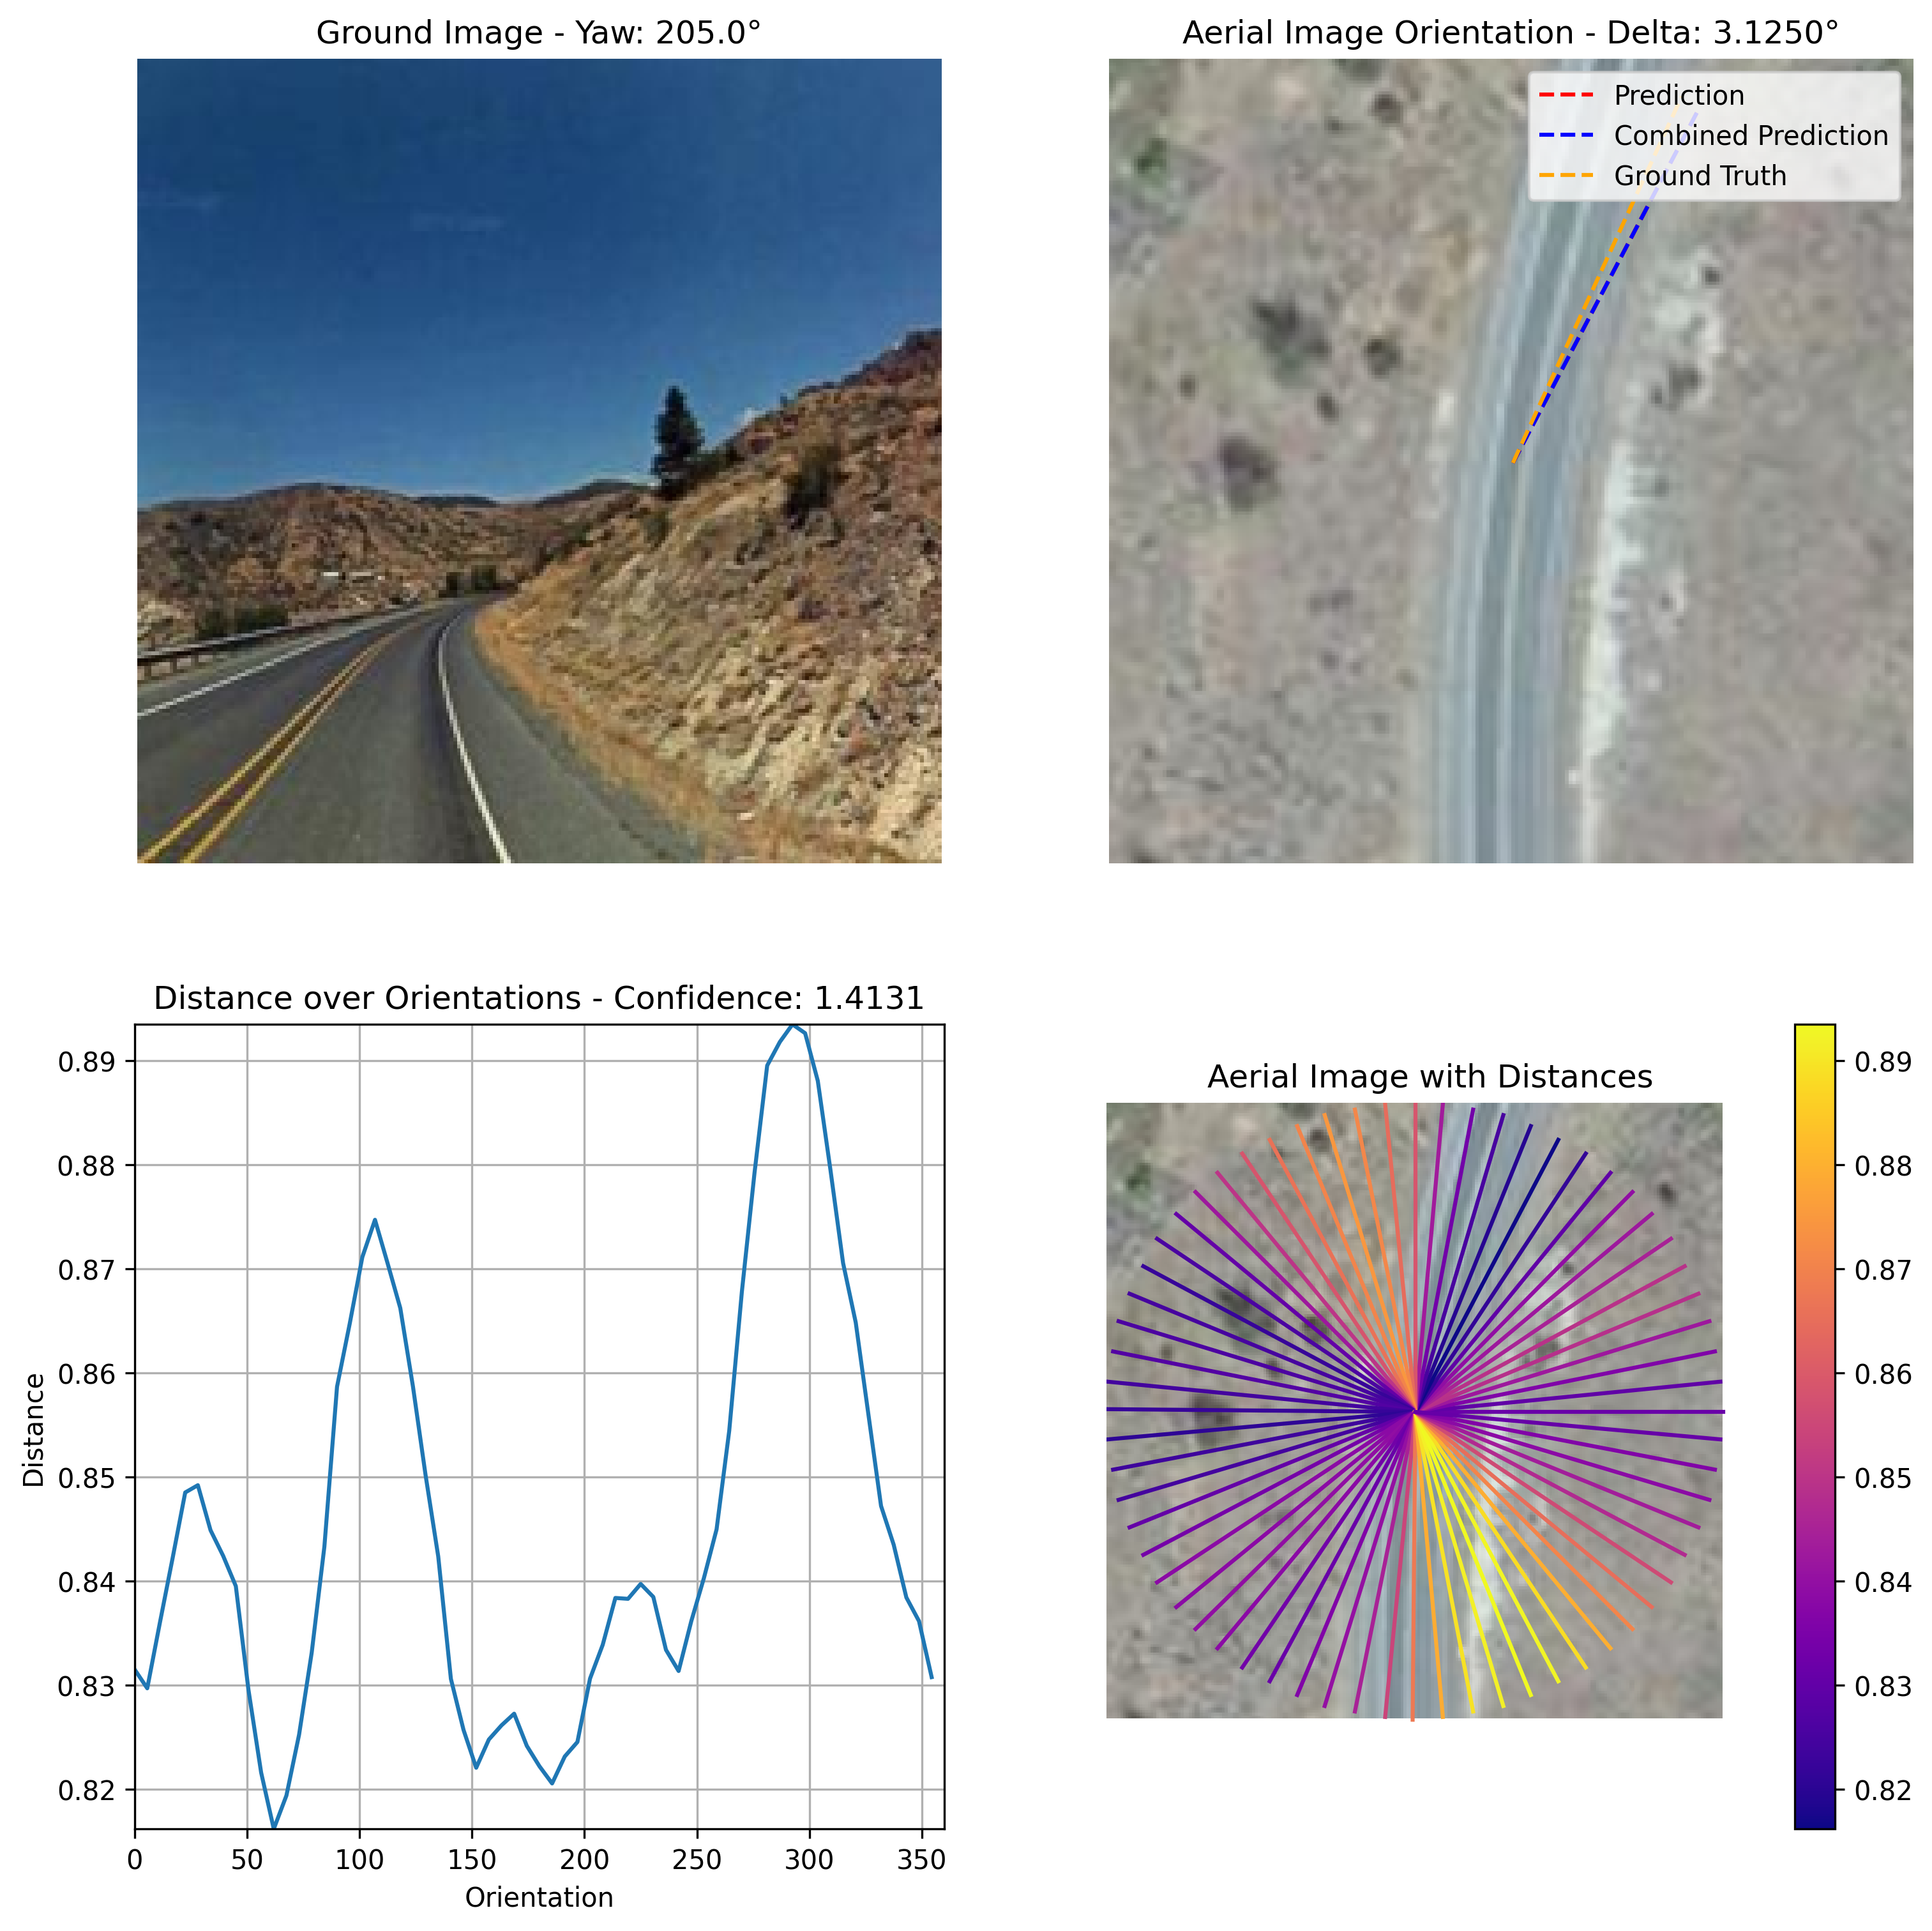 Ground Image - Yaw: 205.0°
Aerial Image Orientation - Delta: 3.1250°
Prediction
Combined Prediction
Ground Truth
Distance over Orientations - Confidence: 1.4131
0.89
0.88
0.87
0.86
0.85
0.84
0.83
0.82
Distance
0
50
100
150
200
250
300
350
Orientation
Aerial Image with Distances
0.89
0.88
0.87
0.86
0.85
0.84
0.83
0.82